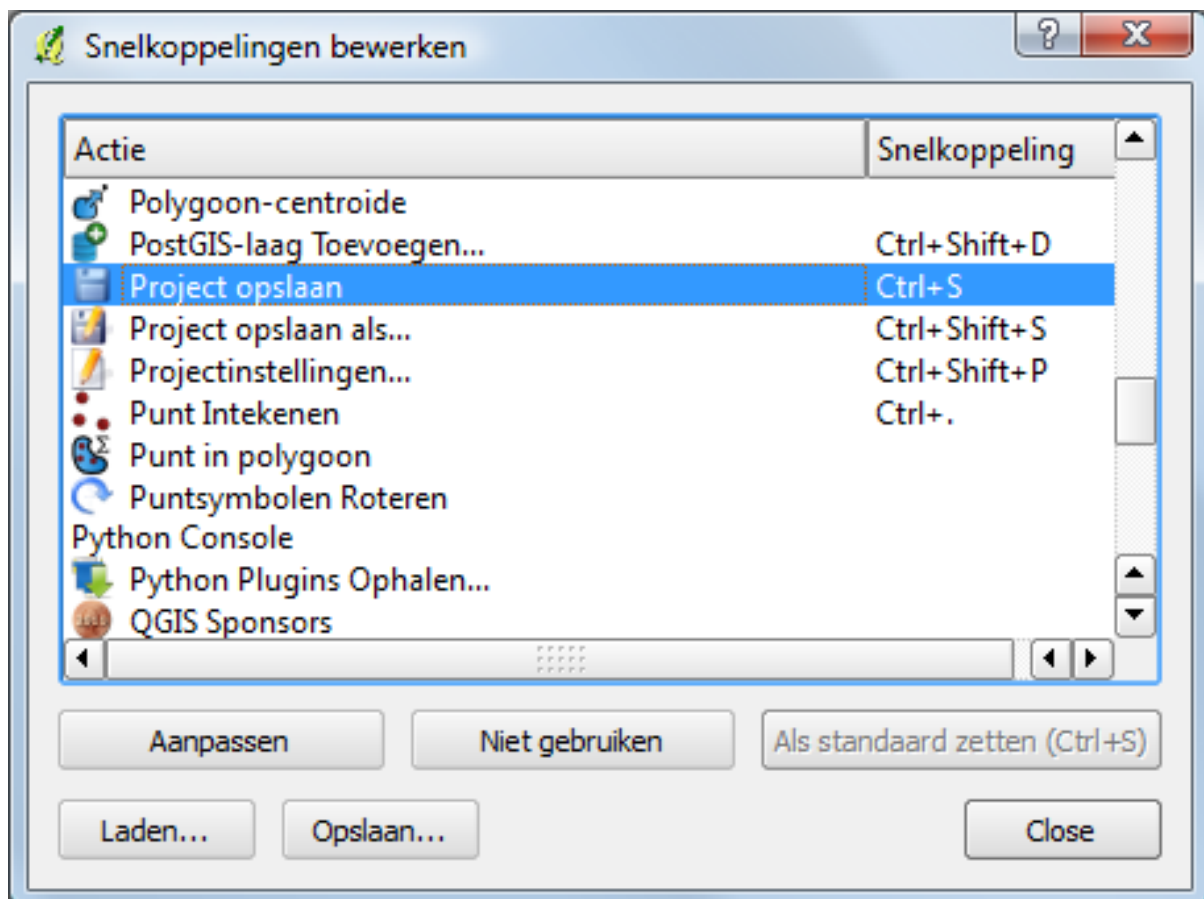 Snelkoppelingen bewerken
Actie Snelkoppeling
Polygoon-centroide
PostGIS-laag Toevoegen... Ctrl+Shift+D
Project opslaan Ctrl+S
Project opslaan als... Ctrl+Shift+S
Projectinstellingen... Ctrl+Shift+P
Punt Intekenen Ctrl+.
Punt in polygoon
Puntsymbolen Roteren
Python Console
Python Plugins Ophalen...
QGIS Sponsors
Aanpassen Niet gebruiken Als standaard zetten (Ctrl+S)
Laden... Opslaan... Close